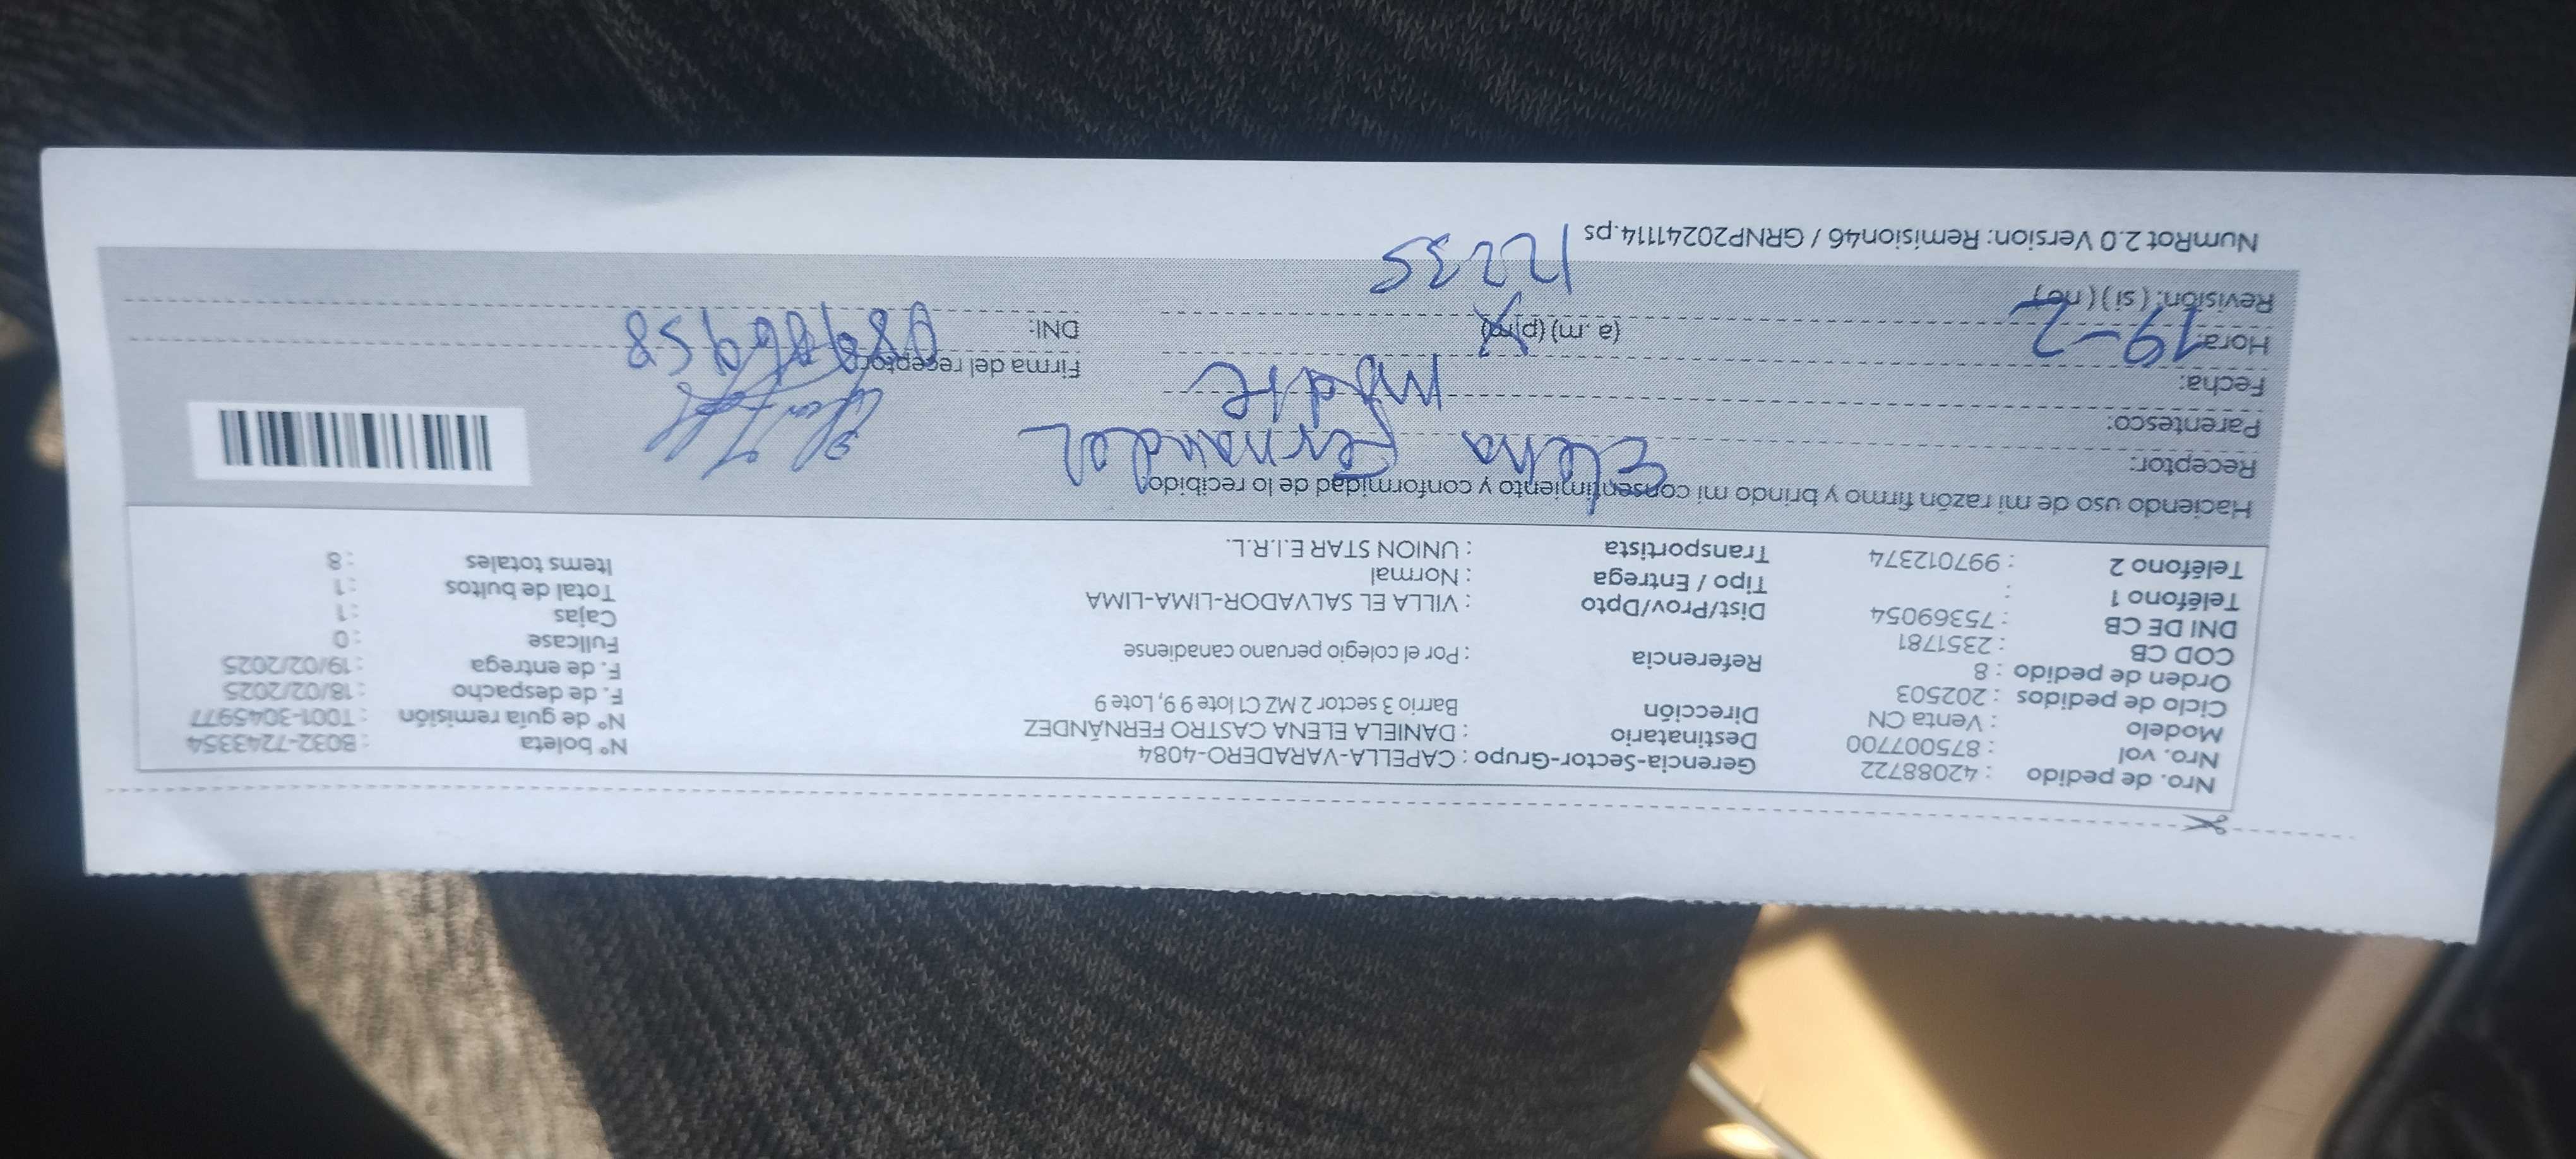 Nro. de pedido : 42088722 Gerencia-Sector-Grupo : CAPELLA-VARADERO-4084 N° boleta : B032-7243354
Nro. vol : 875007700 Destinatario : DANIELA ELENA CASTRO FERNÁNDEZ N° de guía remisión : T001-3045977
Modelo : Venta CN Dirección Barrio 3 sector 2 MZ C1 lote 9 9, Lote 9 F. de despacho : 18/02/2025
Ciclo de pedidos : 202503 F. de entrega : 19/02/2025
Orden de pedido : 8 Referencia : Por el colegio peruano canadiense Fullcase : 0
COD CB : 2351781 Cajas : 1
DNI DE CB : 75369054 Dist/Prov/Dpto : VILLA EL SALVADOR-LIMA-LIMA Total de bultos : 1
Teléfono 1 : Tipo / Entrega : Normal Items totales : 8
Teléfono 2 : 997012374 Transportista : UNION STAR E.I.R.L.
Haciendo uso de mi razón firmo y brindo mi consentimiento y conformidad de lo recibido.
Receptor: Elena Fernandez
Parentesco: Madre
Fecha: 19-2 Firma del receptor:
Hora: (a. m) (p.m) DNI:
Revisión: (si) (no) 1235
NumRot 2.0 Version: Remision46 / GRNP20241114.ps